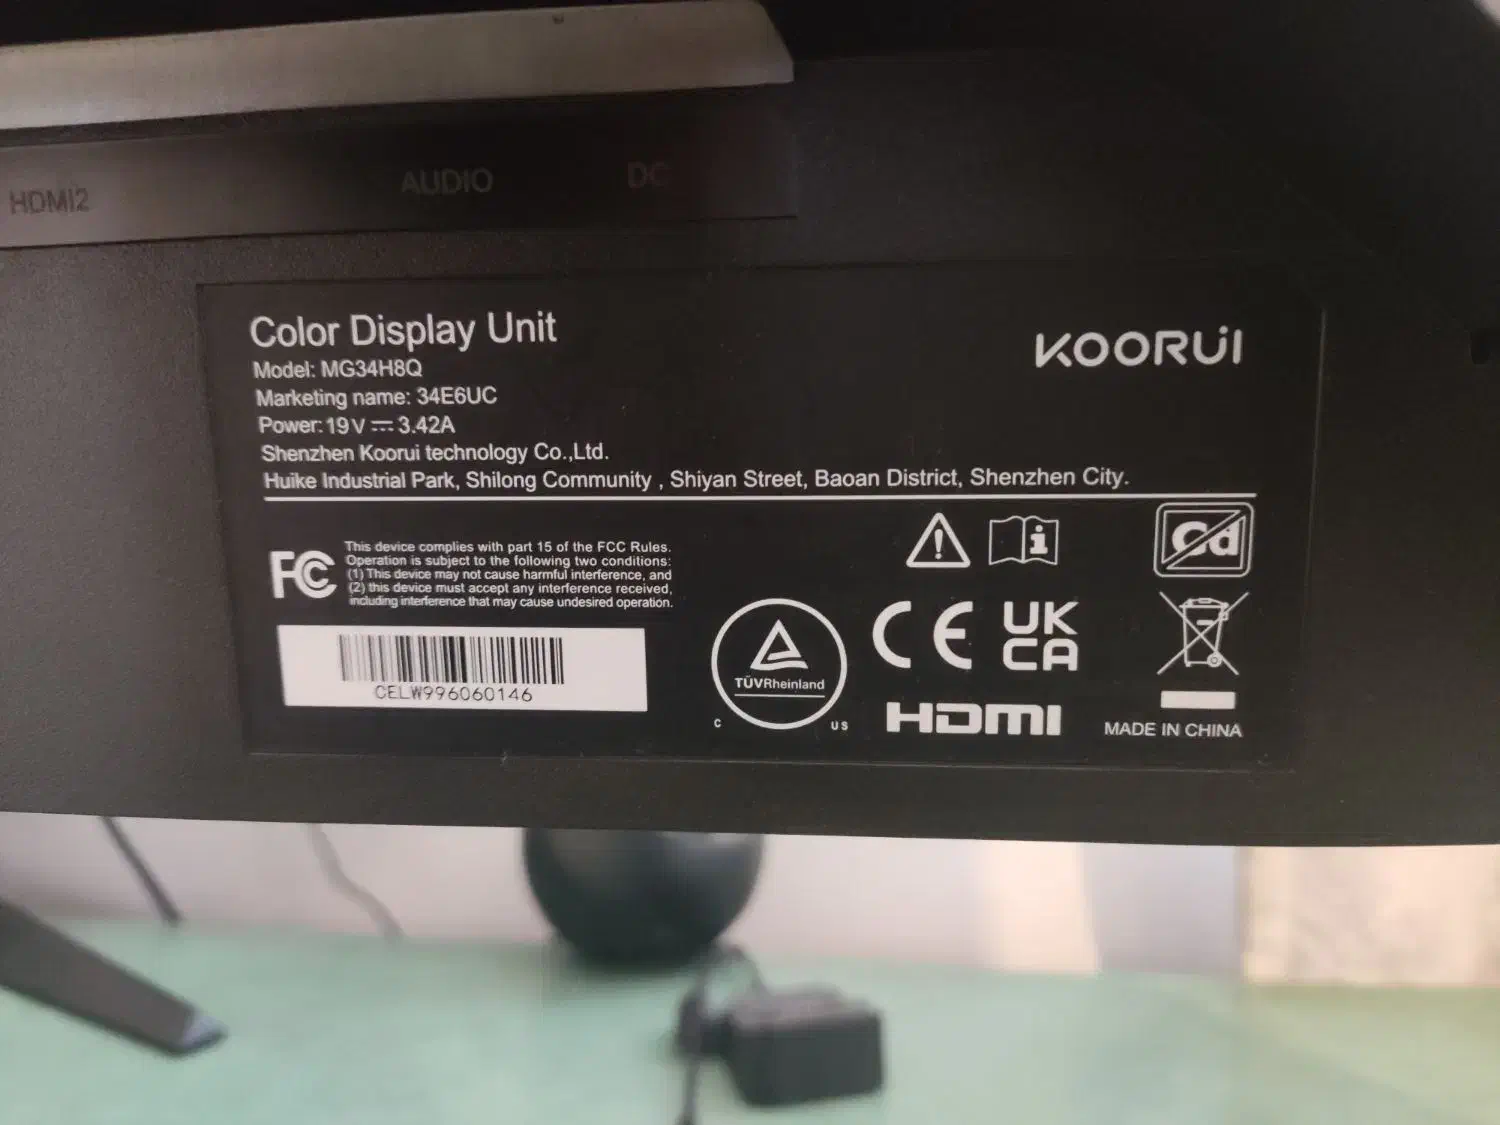 HDMI2
AUDIO
DC
Color Display Unit
KOORUI
Model: MG34H8Q
Marketing name: 34E6UC
Power: 19V ⎓ 3.42A
Shenzhen Koorui technology Co.,Ltd.
Huike Industrial Park, Shilong Community , Shiyan Street, Baoan District, Shenzhen City.
FC
This device complies with part 15 of the FCC Rules.
Operation is subject to the following two conditions:
(1) This device may not cause harmful interference, and
(2) this device must accept any interference received,
including interference that may cause undesired operation.
Cd
CELW996060146
TÜVRheinland
C US
CE
UK
CA
HDMI
MADE IN CHINA